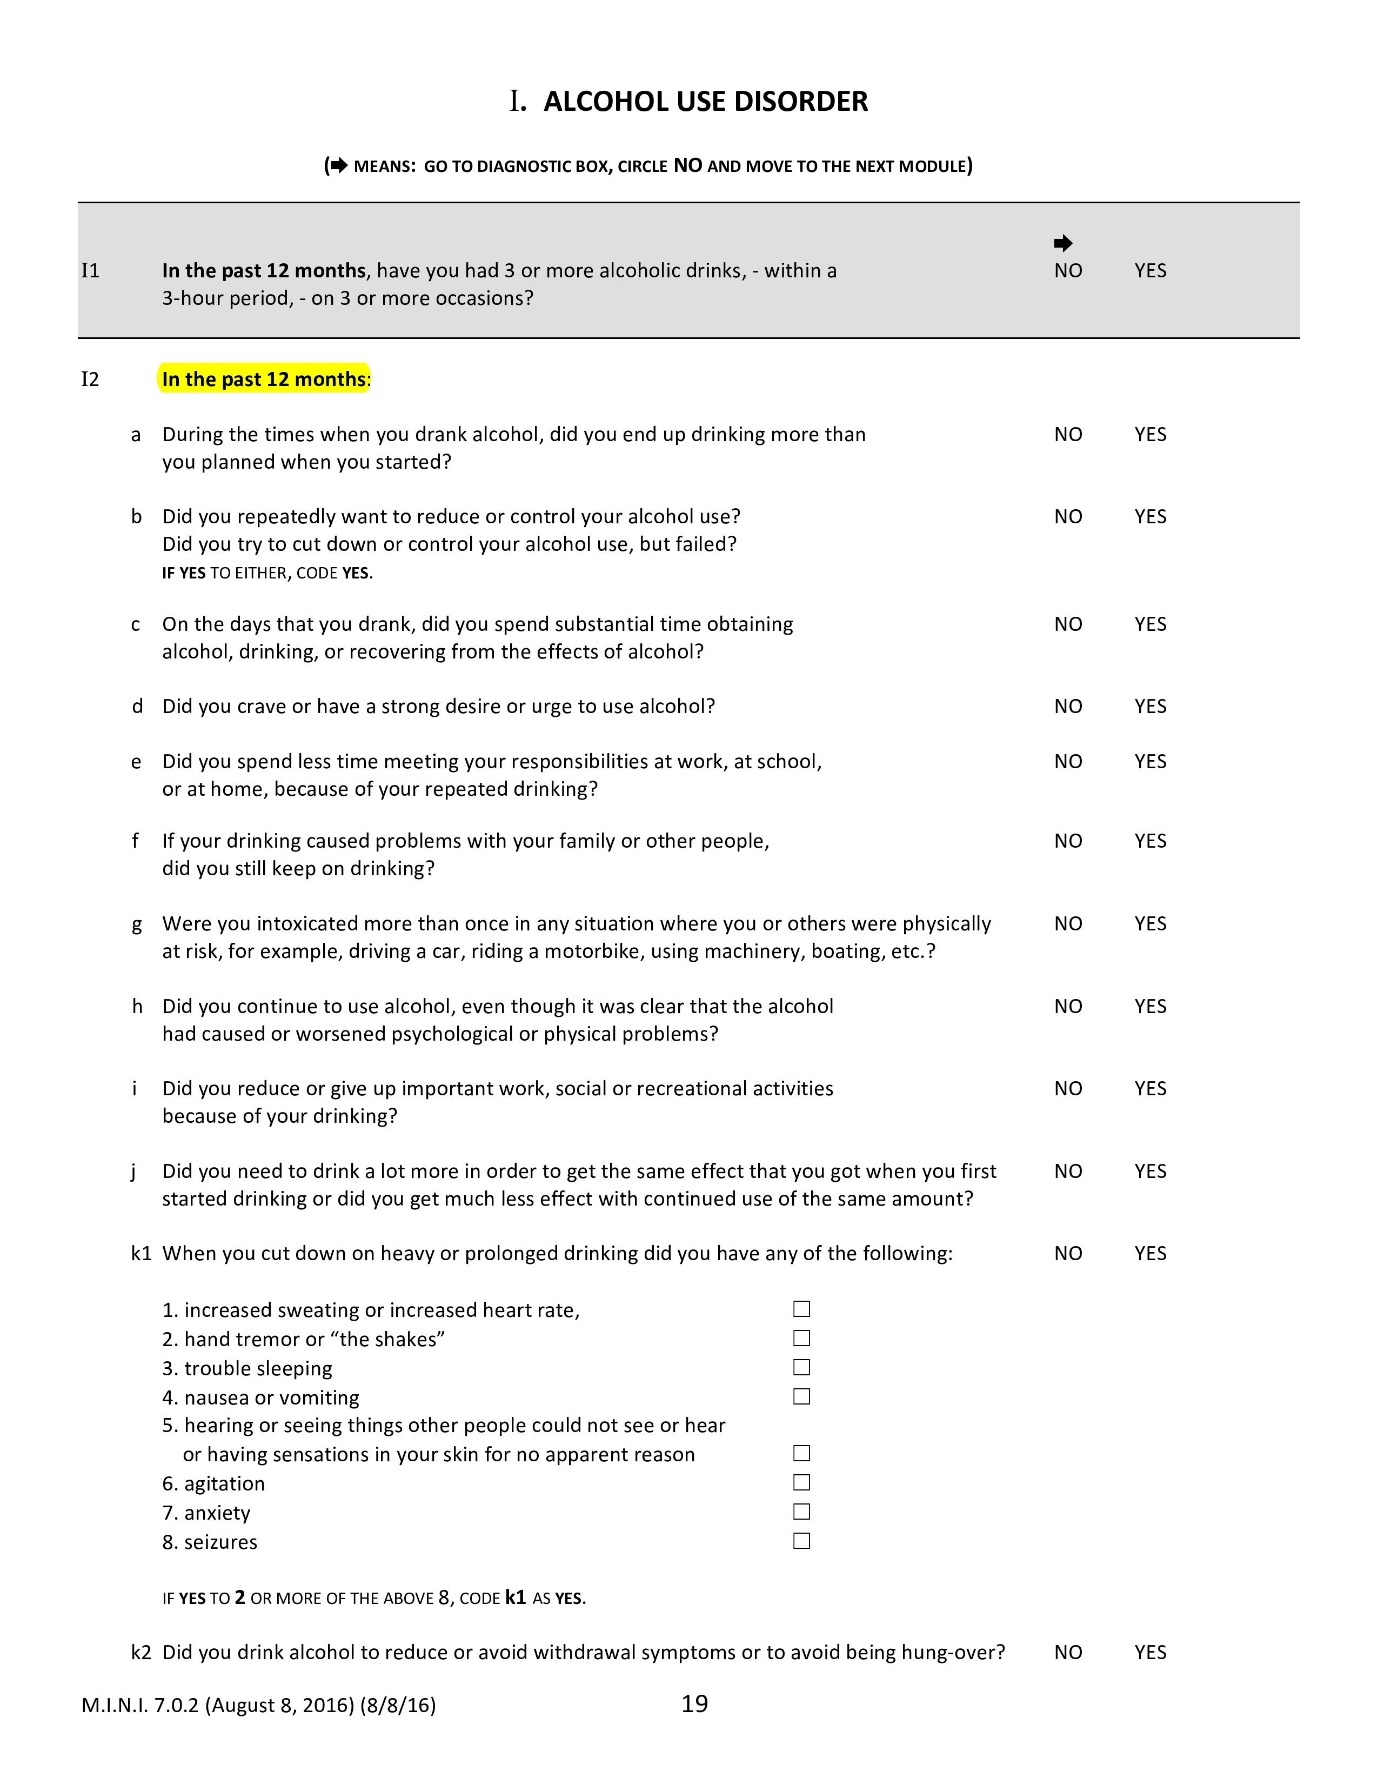 I. ALCOHOL USE DISORDER
(➡ MEANS: GO TO DIAGNOSTIC BOX, CIRCLE NO AND MOVE TO THE NEXT MODULE)
➡
I1 In the past 12 months, have you had 3 or more alcoholic drinks, - within a NO YES
3-hour period, - on 3 or more occasions?
I2 In the past 12 months:
a During the times when you drank alcohol, did you end up drinking more than NO YES
you planned when you started?
b Did you repeatedly want to reduce or control your alcohol use? NO YES
Did you try to cut down or control your alcohol use, but failed?
IF YES TO EITHER, CODE YES.
c On the days that you drank, did you spend substantial time obtaining NO YES
alcohol, drinking, or recovering from the effects of alcohol?
d Did you crave or have a strong desire or urge to use alcohol? NO YES
e Did you spend less time meeting your responsibilities at work, at school, NO YES
or at home, because of your repeated drinking?
f If your drinking caused problems with your family or other people, NO YES
did you still keep on drinking?
g Were you intoxicated more than once in any situation where you or others were physically NO YES
at risk, for example, driving a car, riding a motorbike, using machinery, boating, etc.?
h Did you continue to use alcohol, even though it was clear that the alcohol NO YES
had caused or worsened psychological or physical problems?
i Did you reduce or give up important work, social or recreational activities NO YES
because of your drinking?
j Did you need to drink a lot more in order to get the same effect that you got when you first NO YES
started drinking or did you get much less effect with continued use of the same amount?
k1 When you cut down on heavy or prolonged drinking did you have any of the following: NO YES
1. increased sweating or increased heart rate, ☐
2. hand tremor or “the shakes” ☐
3. trouble sleeping ☐
4. nausea or vomiting ☐
5. hearing or seeing things other people could not see or hear
or having sensations in your skin for no apparent reason ☐
6. agitation ☐
7. anxiety ☐
8. seizures ☐
IF YES TO 2 OR MORE OF THE ABOVE 8, CODE k1 AS YES.
k2 Did you drink alcohol to reduce or avoid withdrawal symptoms or to avoid being hung-over? NO YES
M.I.N.I. 7.0.2 (August 8, 2016) (8/8/16) 19